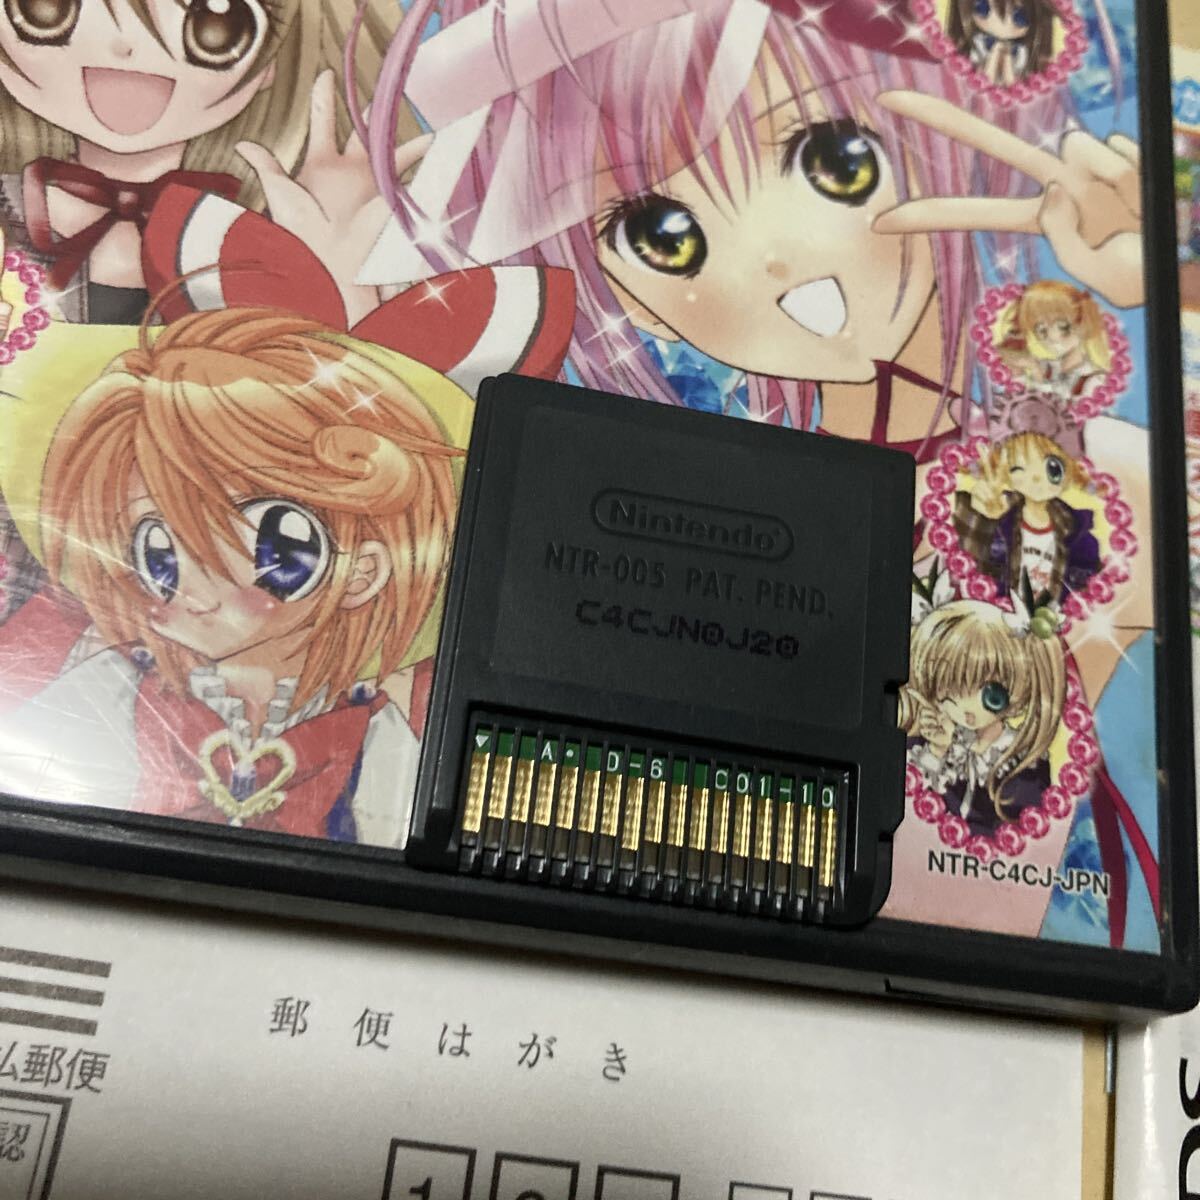 Nintendo
NTR-005 PAT. PEND.
C4CJN0J20
A D-6 C01-10
NTR-C4CJ-JPN
郵便はがき
郵便
認